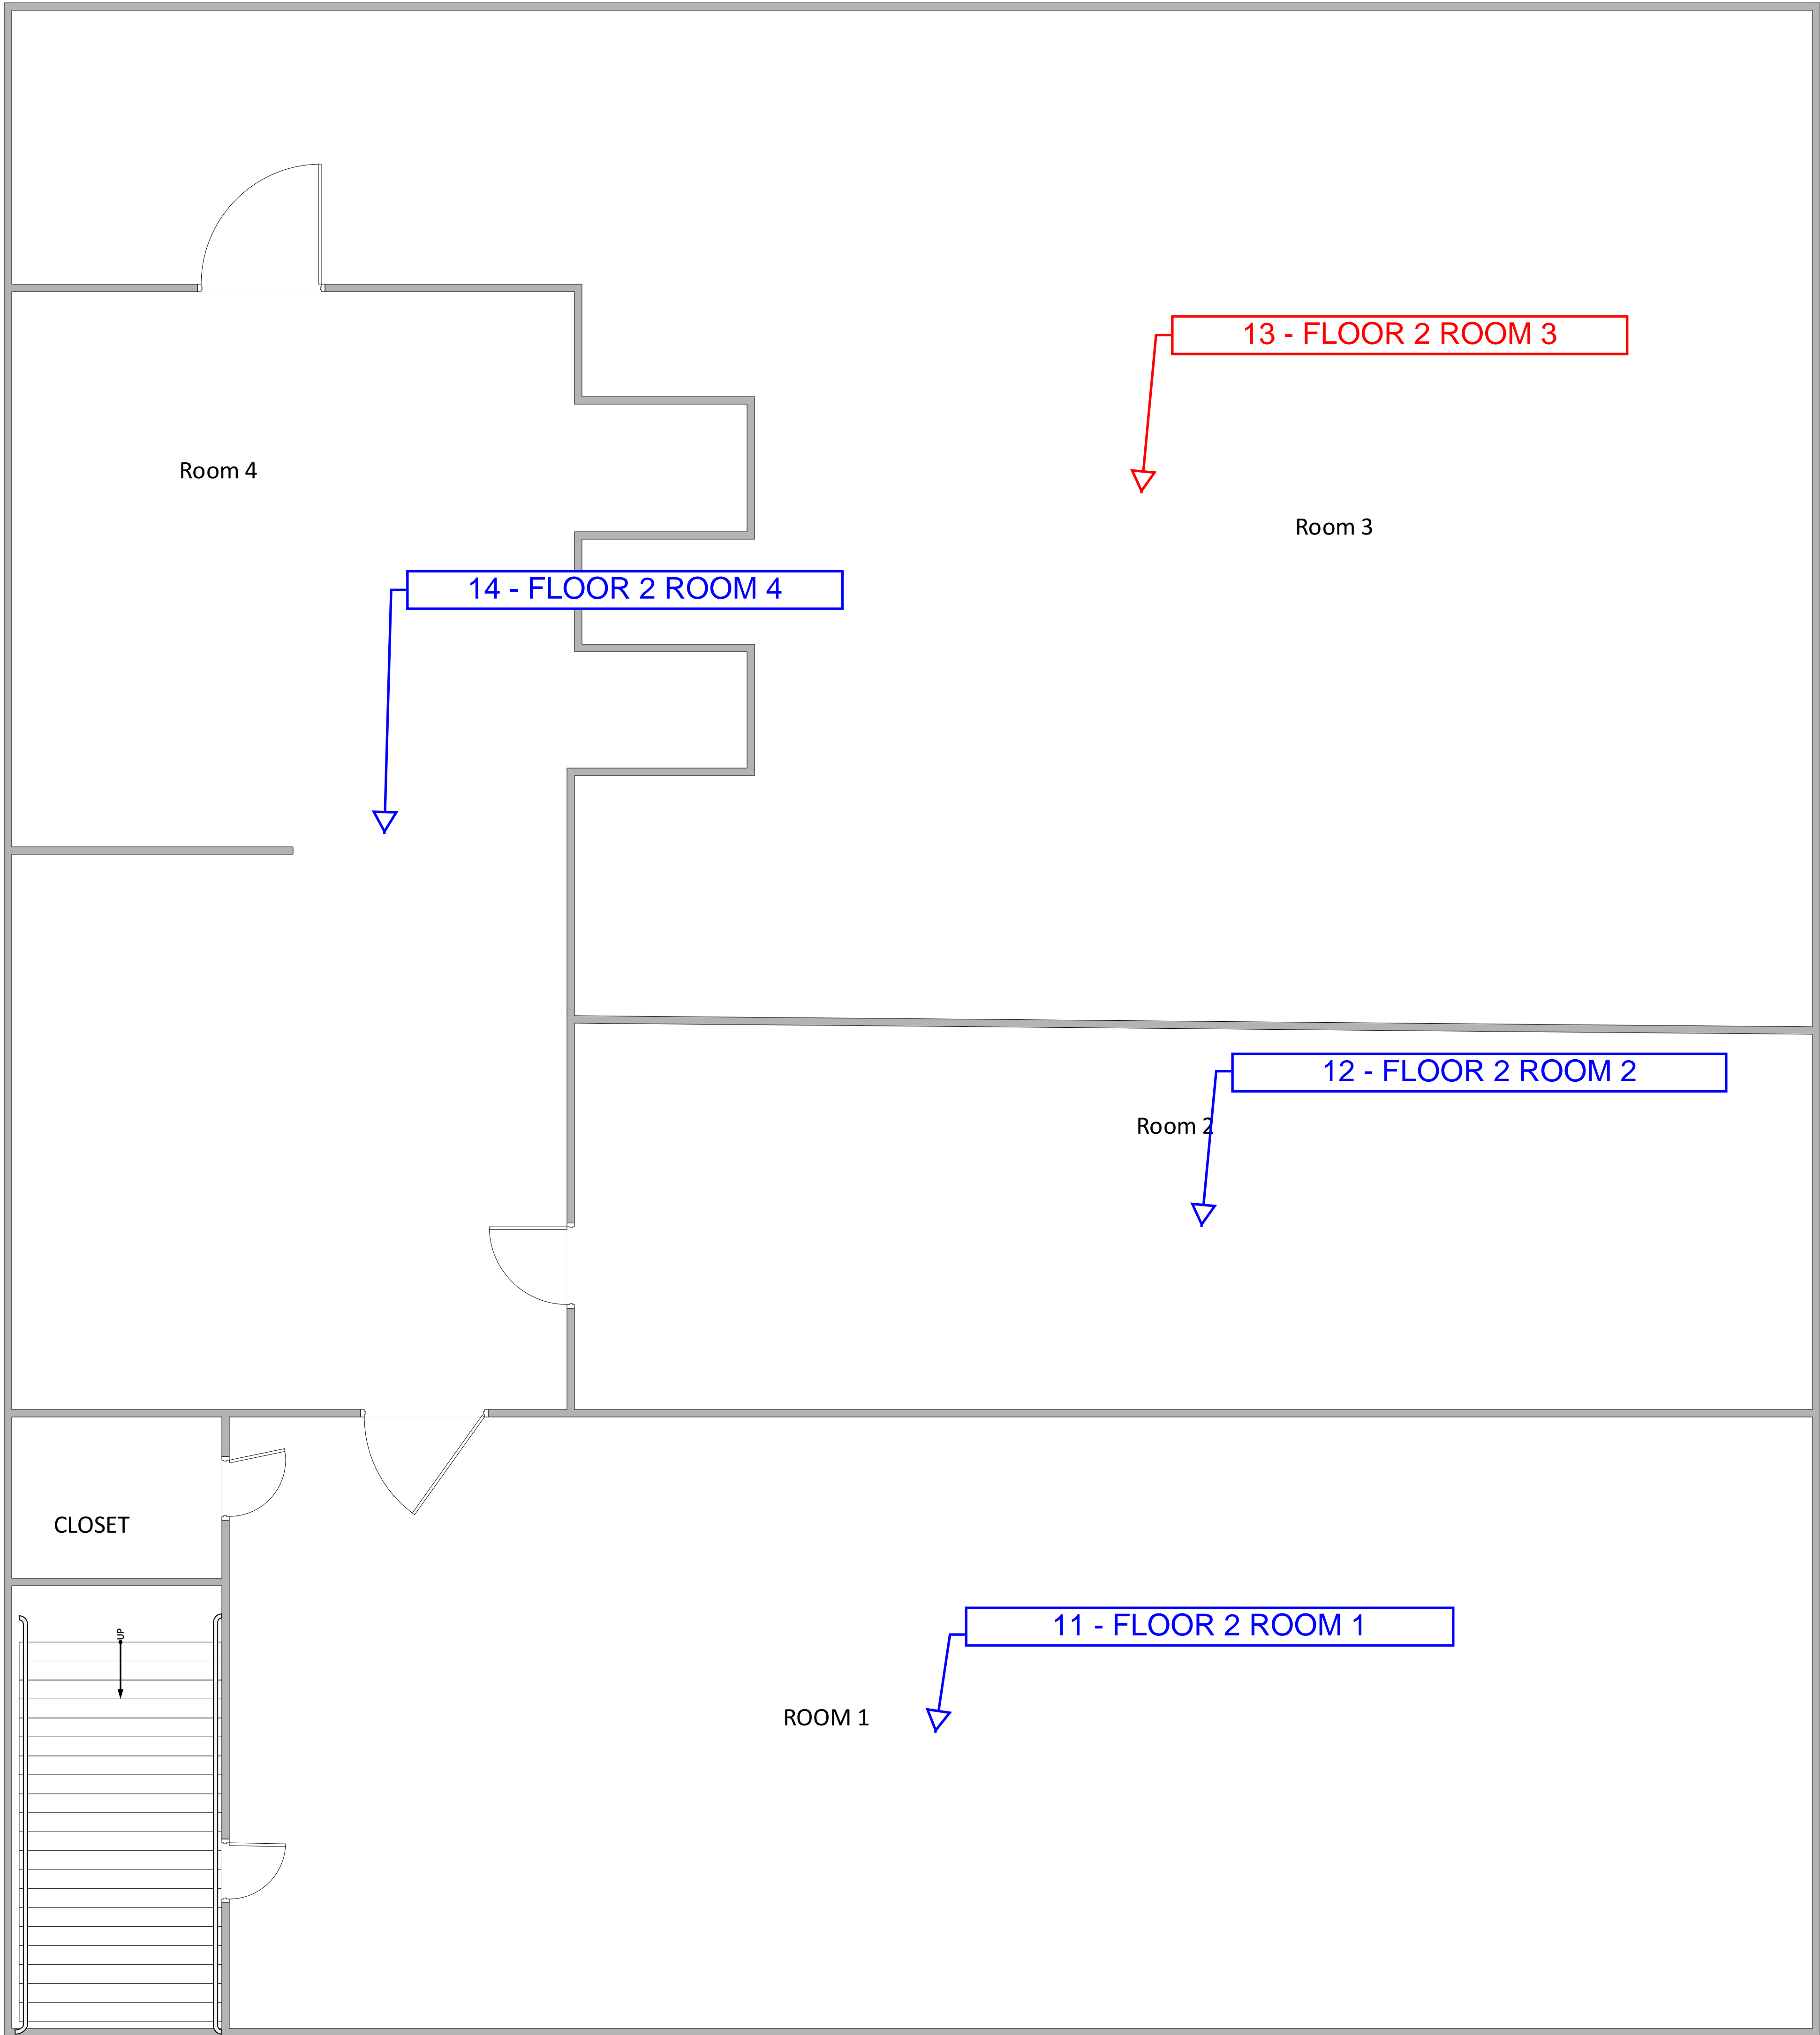 13 - FLOOR 2 ROOM 3
Room 4
Room 3
14 - FLOOR 2 ROOM 4
12 - FLOOR 2 ROOM 2
Room 2
CLOSET
11 - FLOOR 2 ROOM 1
UP
ROOM 1